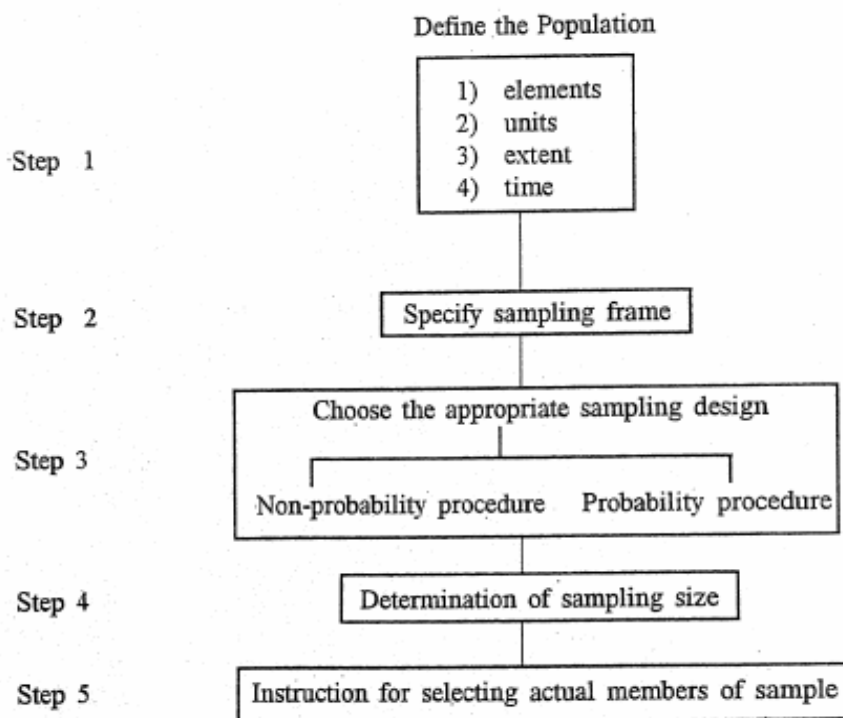 Define the Population
1) elements
2) units
3) extent
4) time
Step 1
Step 2
Specify sampling frame
Choose the appropriate sampling design
Step 3
Non-probability procedure Probability procedure
Step 4
Determination of sampling size
Step 5
Instruction for selecting actual members of sample